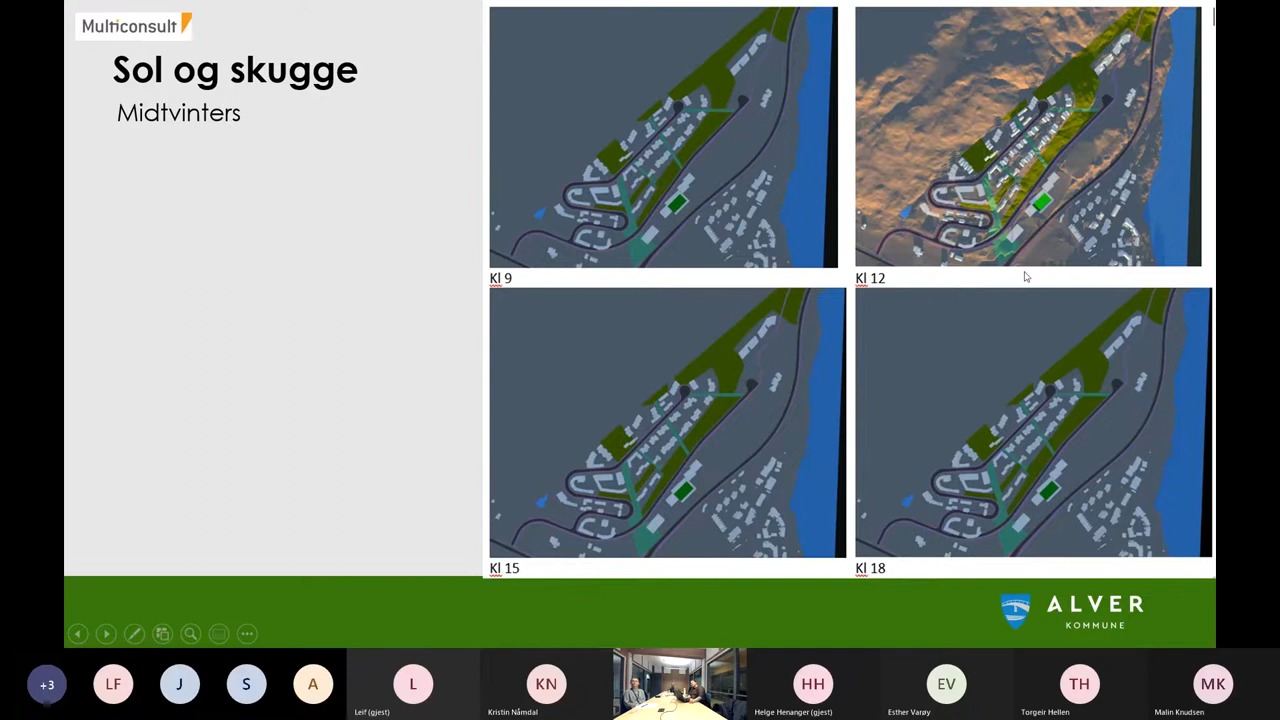 Multiconsult
Sol og skugge
Midtvinters
Kl 9
Kl 12
Kl 15
Kl 18
ALVER
KOMMUNE
+3
LF
J
S
A
L
KN
HH
EV
TH
MK
Leif (gjest)
Kristin Nåmdal
Helge Henanger (gjest)
Esther Varøy
Torgeir Hellen
Malin Knudsen